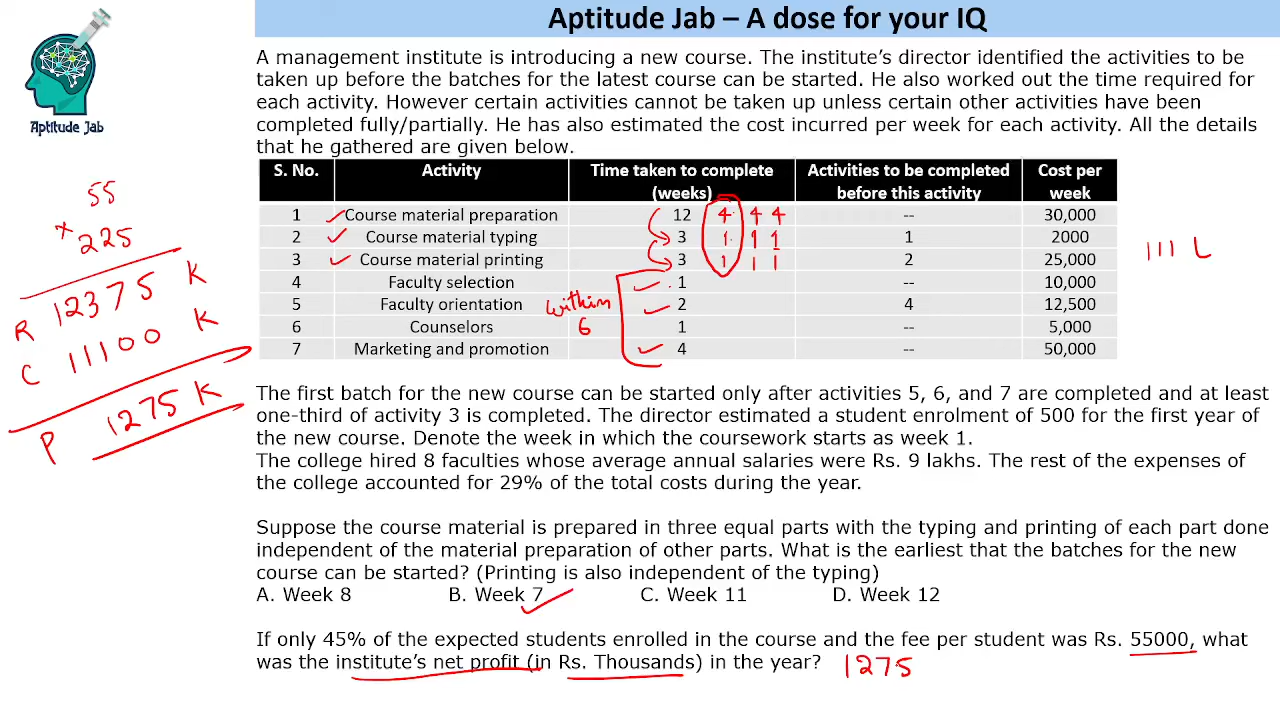 Aptitude Jab – A dose for your IQ
Aptitude Jab
A management institute is introducing a new course. The institute's director identified the activities to be
taken up before the batches for the latest course can be started. He also worked out the time required for
each activity. However certain activities cannot be taken up unless certain other activities have been
completed fully/partially. He has also estimated the cost incurred per week for each activity. All the details
that he gathered are given below.
S. No. Activity Time taken to complete (weeks) Activities to be completed before this activity Cost per week
1 Course material preparation 12 4 4 4 -- 30,000
2 Course material typing 3 1 1 1 1 2000
3 Course material printing 3 1 1 1 2 25,000
4 Faculty selection 1 -- 10,000
5 Faculty orientation 2 4 12,500
6 Counselors 1 -- 5,000
7 Marketing and promotion 4 -- 50,000
within
6
111 L
55
× 225
R 12375 K
C 11100 K
P 1275 K
The first batch for the new course can be started only after activities 5, 6, and 7 are completed and at least
one-third of activity 3 is completed. The director estimated a student enrolment of 500 for the first year of
the new course. Denote the week in which the coursework starts as week 1.
The college hired 8 faculties whose average annual salaries were Rs. 9 lakhs. The rest of the expenses of
the college accounted for 29% of the total costs during the year.
Suppose the course material is prepared in three equal parts with the typing and printing of each part done
independent of the material preparation of other parts. What is the earliest that the batches for the new
course can be started? (Printing is also independent of the typing)
A. Week 8 B. Week 7 C. Week 11 D. Week 12
If only 45% of the expected students enrolled in the course and the fee per student was Rs. 55000, what
was the institute's net profit (in Rs. Thousands) in the year? 1275